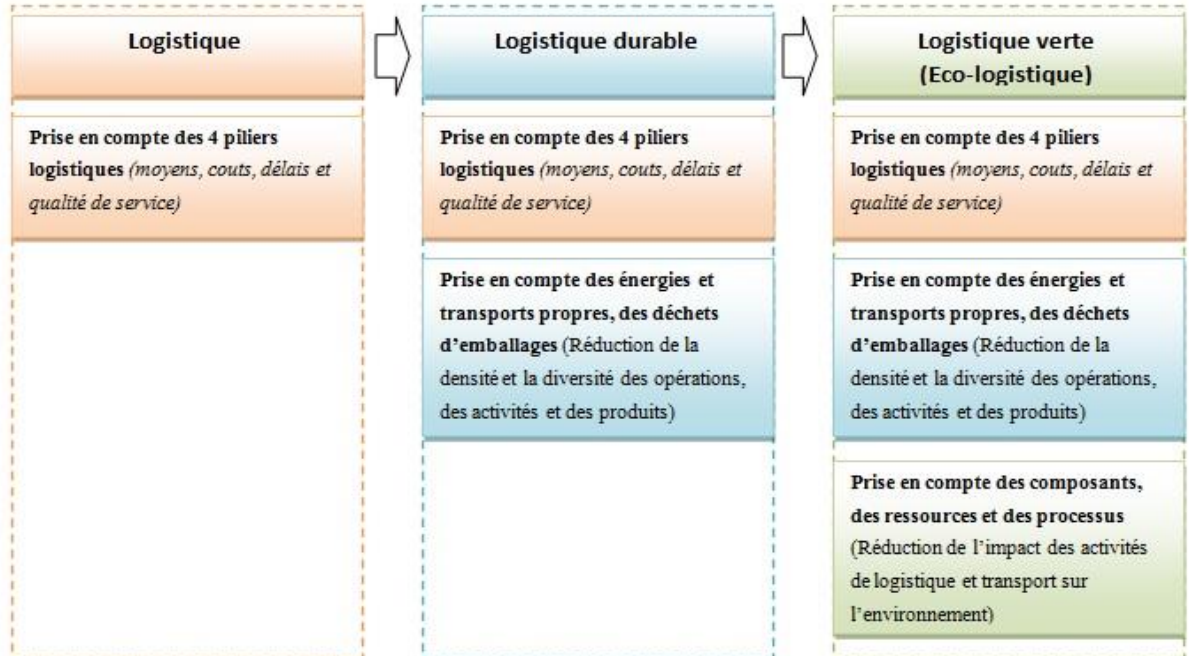 Logistique
Prise en compte des 4 piliers
logistiques (moyens, couts, délais et
qualité de service)
Logistique durable
Prise en compte des 4 piliers
logistiques (moyens, couts, délais et
qualité de service)
Prise en compte des énergies et
transports propres, des déchets
d’emballages (Réduction de la
densité et la diversité des opérations,
des activités et des produits)
Logistique verte
(Eco-logistique)
Prise en compte des 4 piliers
logistiques (moyens, couts, délais et
qualité de service)
Prise en compte des énergies et
transports propres, des déchets
d’emballages (Réduction de la
densité et la diversité des opérations,
des activités et des produits)
Prise en compte des composants,
des ressources et des processus
(Réduction de l’impact des activités
de logistique et transport sur
l’environnement)